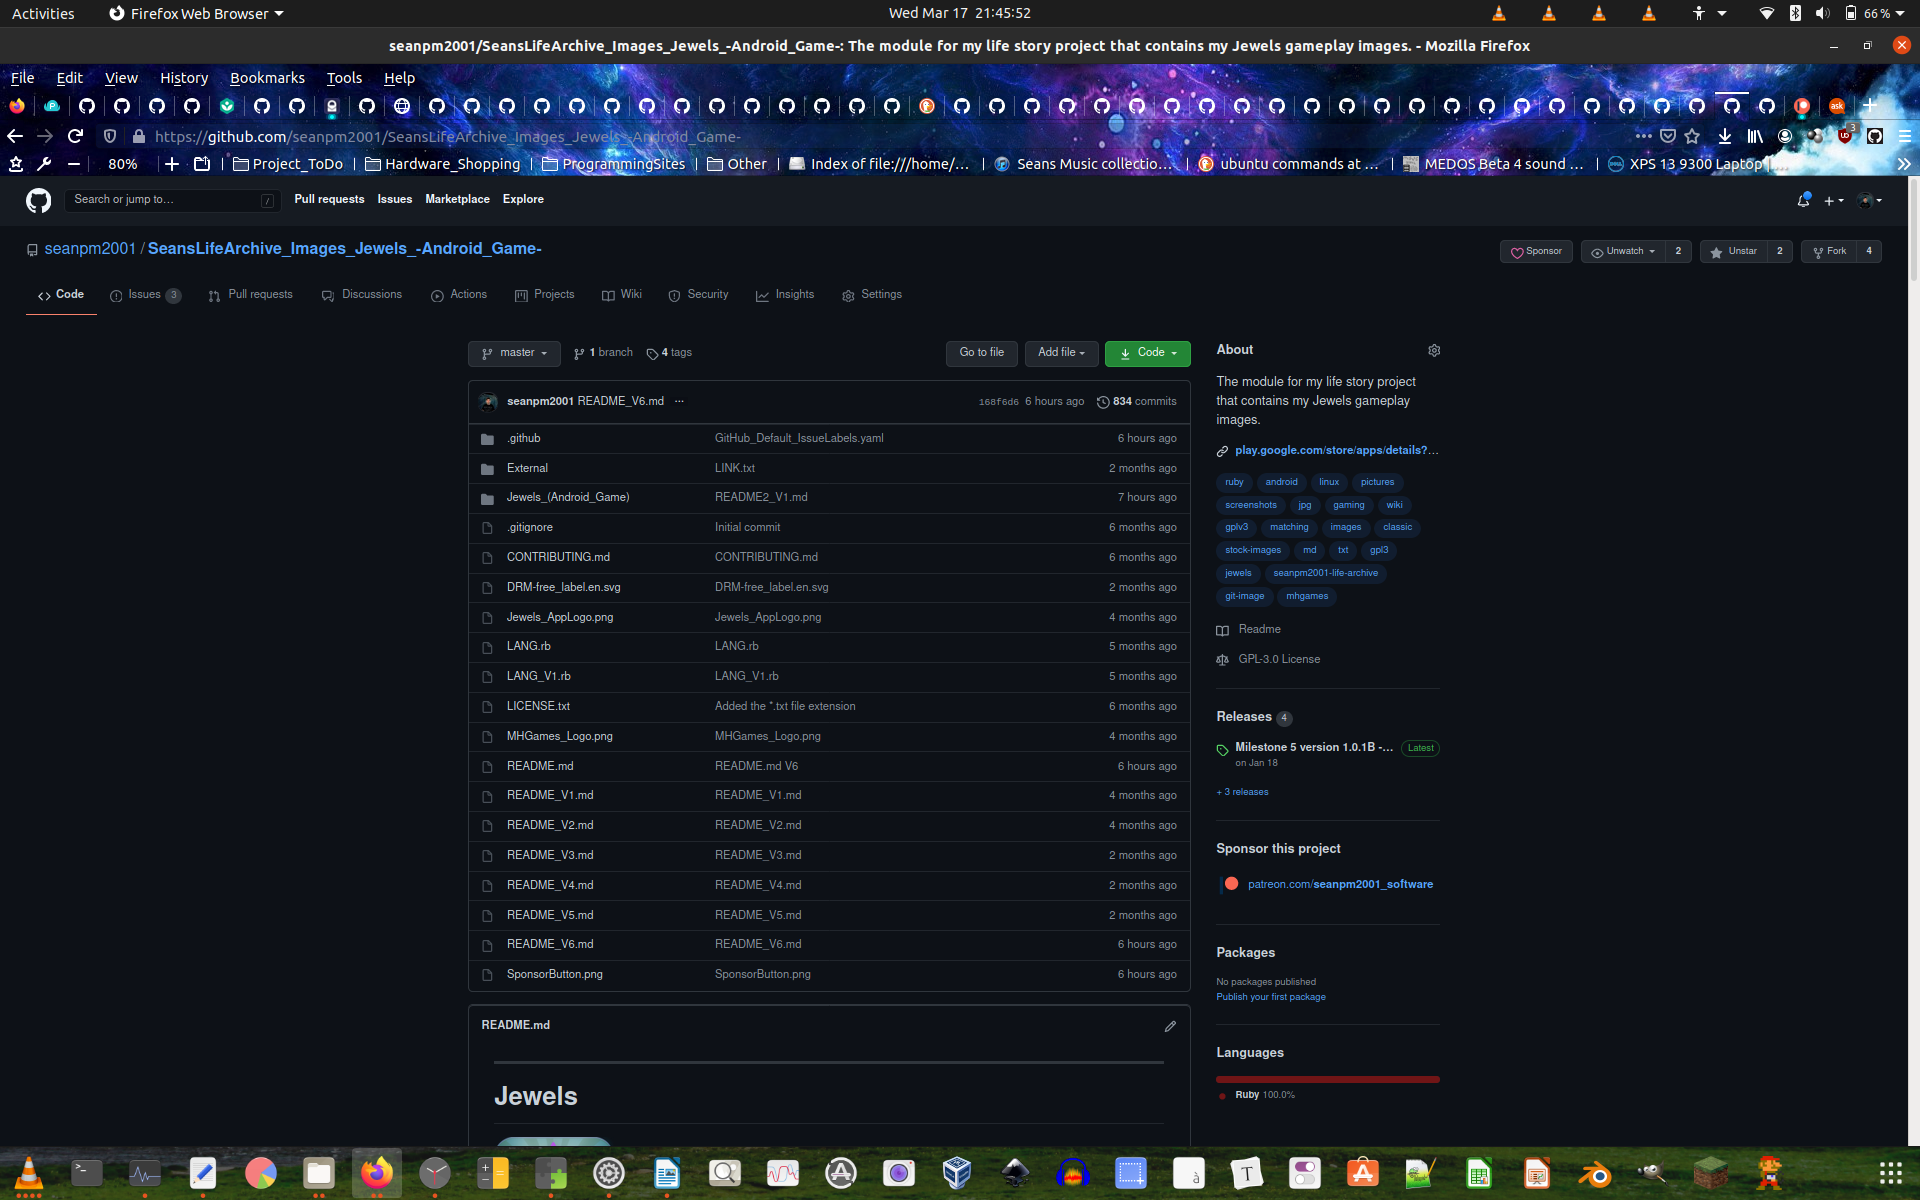 Activities Firefox Web Browser Wed Mar 17 21:45:52 66 %
seanpm2001/SeansLifeArchive_Images_Jewels_-Android_Game-: The module for my life story project that contains my Jewels gameplay images. - Mozilla Firefox
File Edit View History Bookmarks Tools Help
https://github.com/seanpm2001/SeansLifeArchive_Images_Jewels_-Android_Game- 3
80% Project_ToDo Hardware_Shopping ProgrammingSites Other Index of file:///home/... Seans Music collectio... ubuntu commands at ... MEDOS Beta 4 sound ... XPS 13 9300 Laptop
Search or jump to... / Pull requests Issues Marketplace Explore
seanpm2001 / SeansLifeArchive_Images_Jewels_-Android_Game- Sponsor Unwatch 2 Unstar 2 Fork 4
Code Issues 3 Pull requests Discussions Actions Projects Wiki Security Insights Settings
master 1 branch 4 tags Go to file Add file Code
seanpm2001 README_V6.md ... 168f6d6 6 hours ago 834 commits
.github GitHub_Default_IssueLabels.yaml 6 hours ago
External LINK.txt 2 months ago
Jewels_(Android_Game) README2_V1.md 7 hours ago
.gitignore Initial commit 6 months ago
CONTRIBUTING.md CONTRIBUTING.md 6 months ago
DRM-free_label.en.svg DRM-free_label.en.svg 2 months ago
Jewels_AppLogo.png Jewels_AppLogo.png 4 months ago
LANG.rb LANG.rb 5 months ago
LANG_V1.rb LANG_V1.rb 5 months ago
LICENSE.txt Added the *.txt file extension 6 months ago
MHGames_Logo.png MHGames_Logo.png 4 months ago
README.md README.md V6 6 hours ago
README_V1.md README_V1.md 4 months ago
README_V2.md README_V2.md 4 months ago
README_V3.md README_V3.md 2 months ago
README_V4.md README_V4.md 2 months ago
README_V5.md README_V5.md 2 months ago
README_V6.md README_V6.md 6 hours ago
SponsorButton.png SponsorButton.png 6 hours ago
README.md
Jewels
About
The module for my life story project
that contains my Jewels gameplay
images.
play.google.com/store/apps/details?...
ruby android linux pictures
screenshots jpg gaming wiki
gplv3 matching images classic
stock-images md txt gpl3
jewels seanpm2001-life-archive
git-image mhgames
Readme
GPL-3.0 License
Releases 4
Milestone 5 version 1.0.1B -... Latest
on Jan 18
+ 3 releases
Sponsor this project
patreon.com/seanpm2001_software
Packages
No packages published
Publish your first package
Languages
Ruby 100.0%